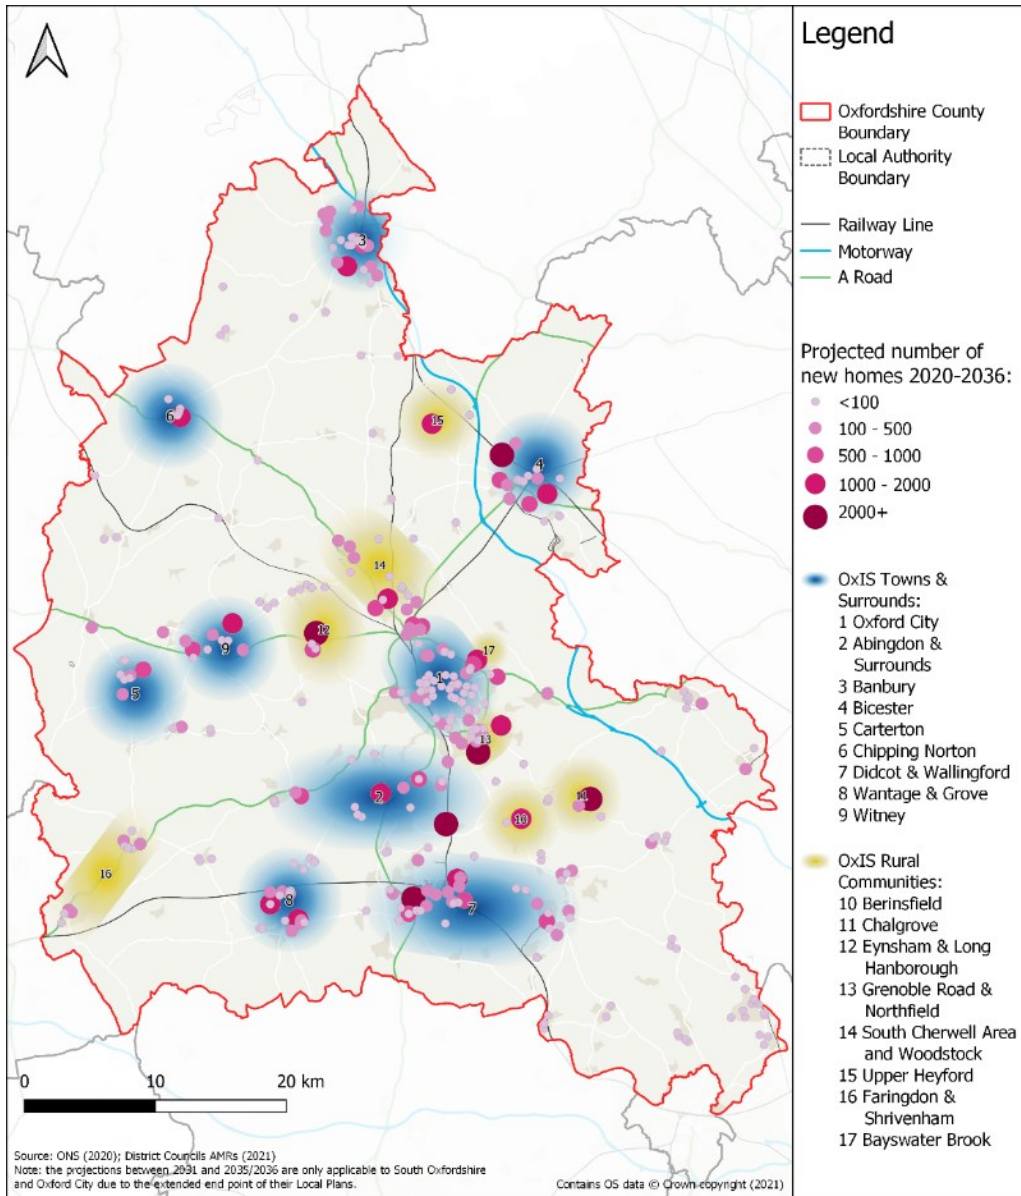 Legend
Oxfordshire County
Boundary
Local Authority
Boundary
Railway Line
Motorway
A Road
Projected number of
new homes 2020-2036:
<100
100 - 500
500 - 1000
1000 - 2000
2000+
OxIS Towns &
Surrounds:
1 Oxford City
2 Abingdon &
Surrounds
3 Banbury
4 Bicester
5 Carterton
6 Chipping Norton
7 Didcot & Wallingford
8 Wantage & Grove
9 Witney
OxIS Rural
Communities:
10 Berinsfield
11 Chalgrove
12 Eynsham & Long
Hanborough
13 Grenoble Road &
Northfield
14 South Cherwell Area
and Woodstock
15 Upper Heyford
16 Faringdon &
Shrivenham
17 Bayswater Brook
3
6
15
4
14
12
9
17
1
5
13
2
11
10
16
8
7
0 10 20 km
Source: ONS (2020); District Councils AMRs (2021)
Note: the projections between 2031 and 2035/2036 are only applicable to South Oxfordshire
and Oxford City due to the extended end point of their Local Plans.
Contains OS data © Crown copyright (2021)